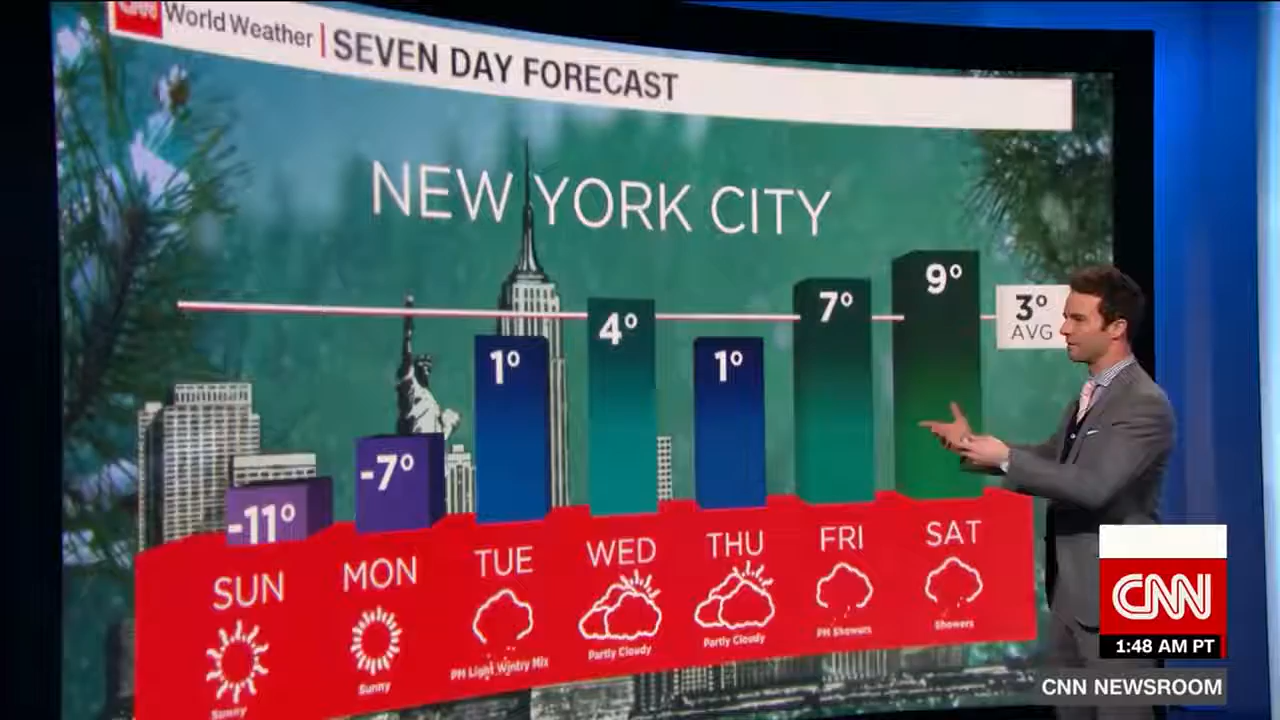 CNN World Weather | SEVEN DAY FORECAST
NEW YORK CITY
-11°
-7°
1°
4°
1°
7°
9°
3°
AVG
SUN
MON
TUE
WED
THU
FRI
SAT
Sunny
Sunny
PM Light Wintry Mix
Partly Cloudy
Partly Cloudy
PM Showers
Showers
CNN
1:48 AM PT
CNN NEWSROOM